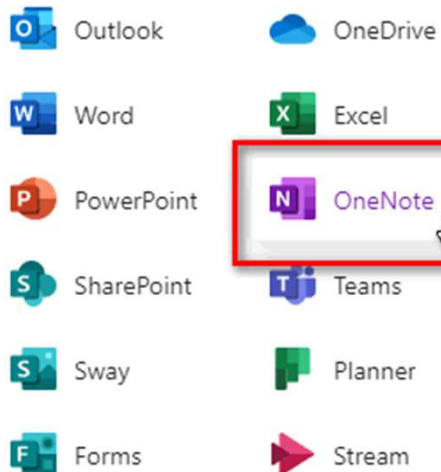 Outlook OneDrive
Word Excel
PowerPoint OneNote
SharePoint Teams
Sway Planner
Forms Stream